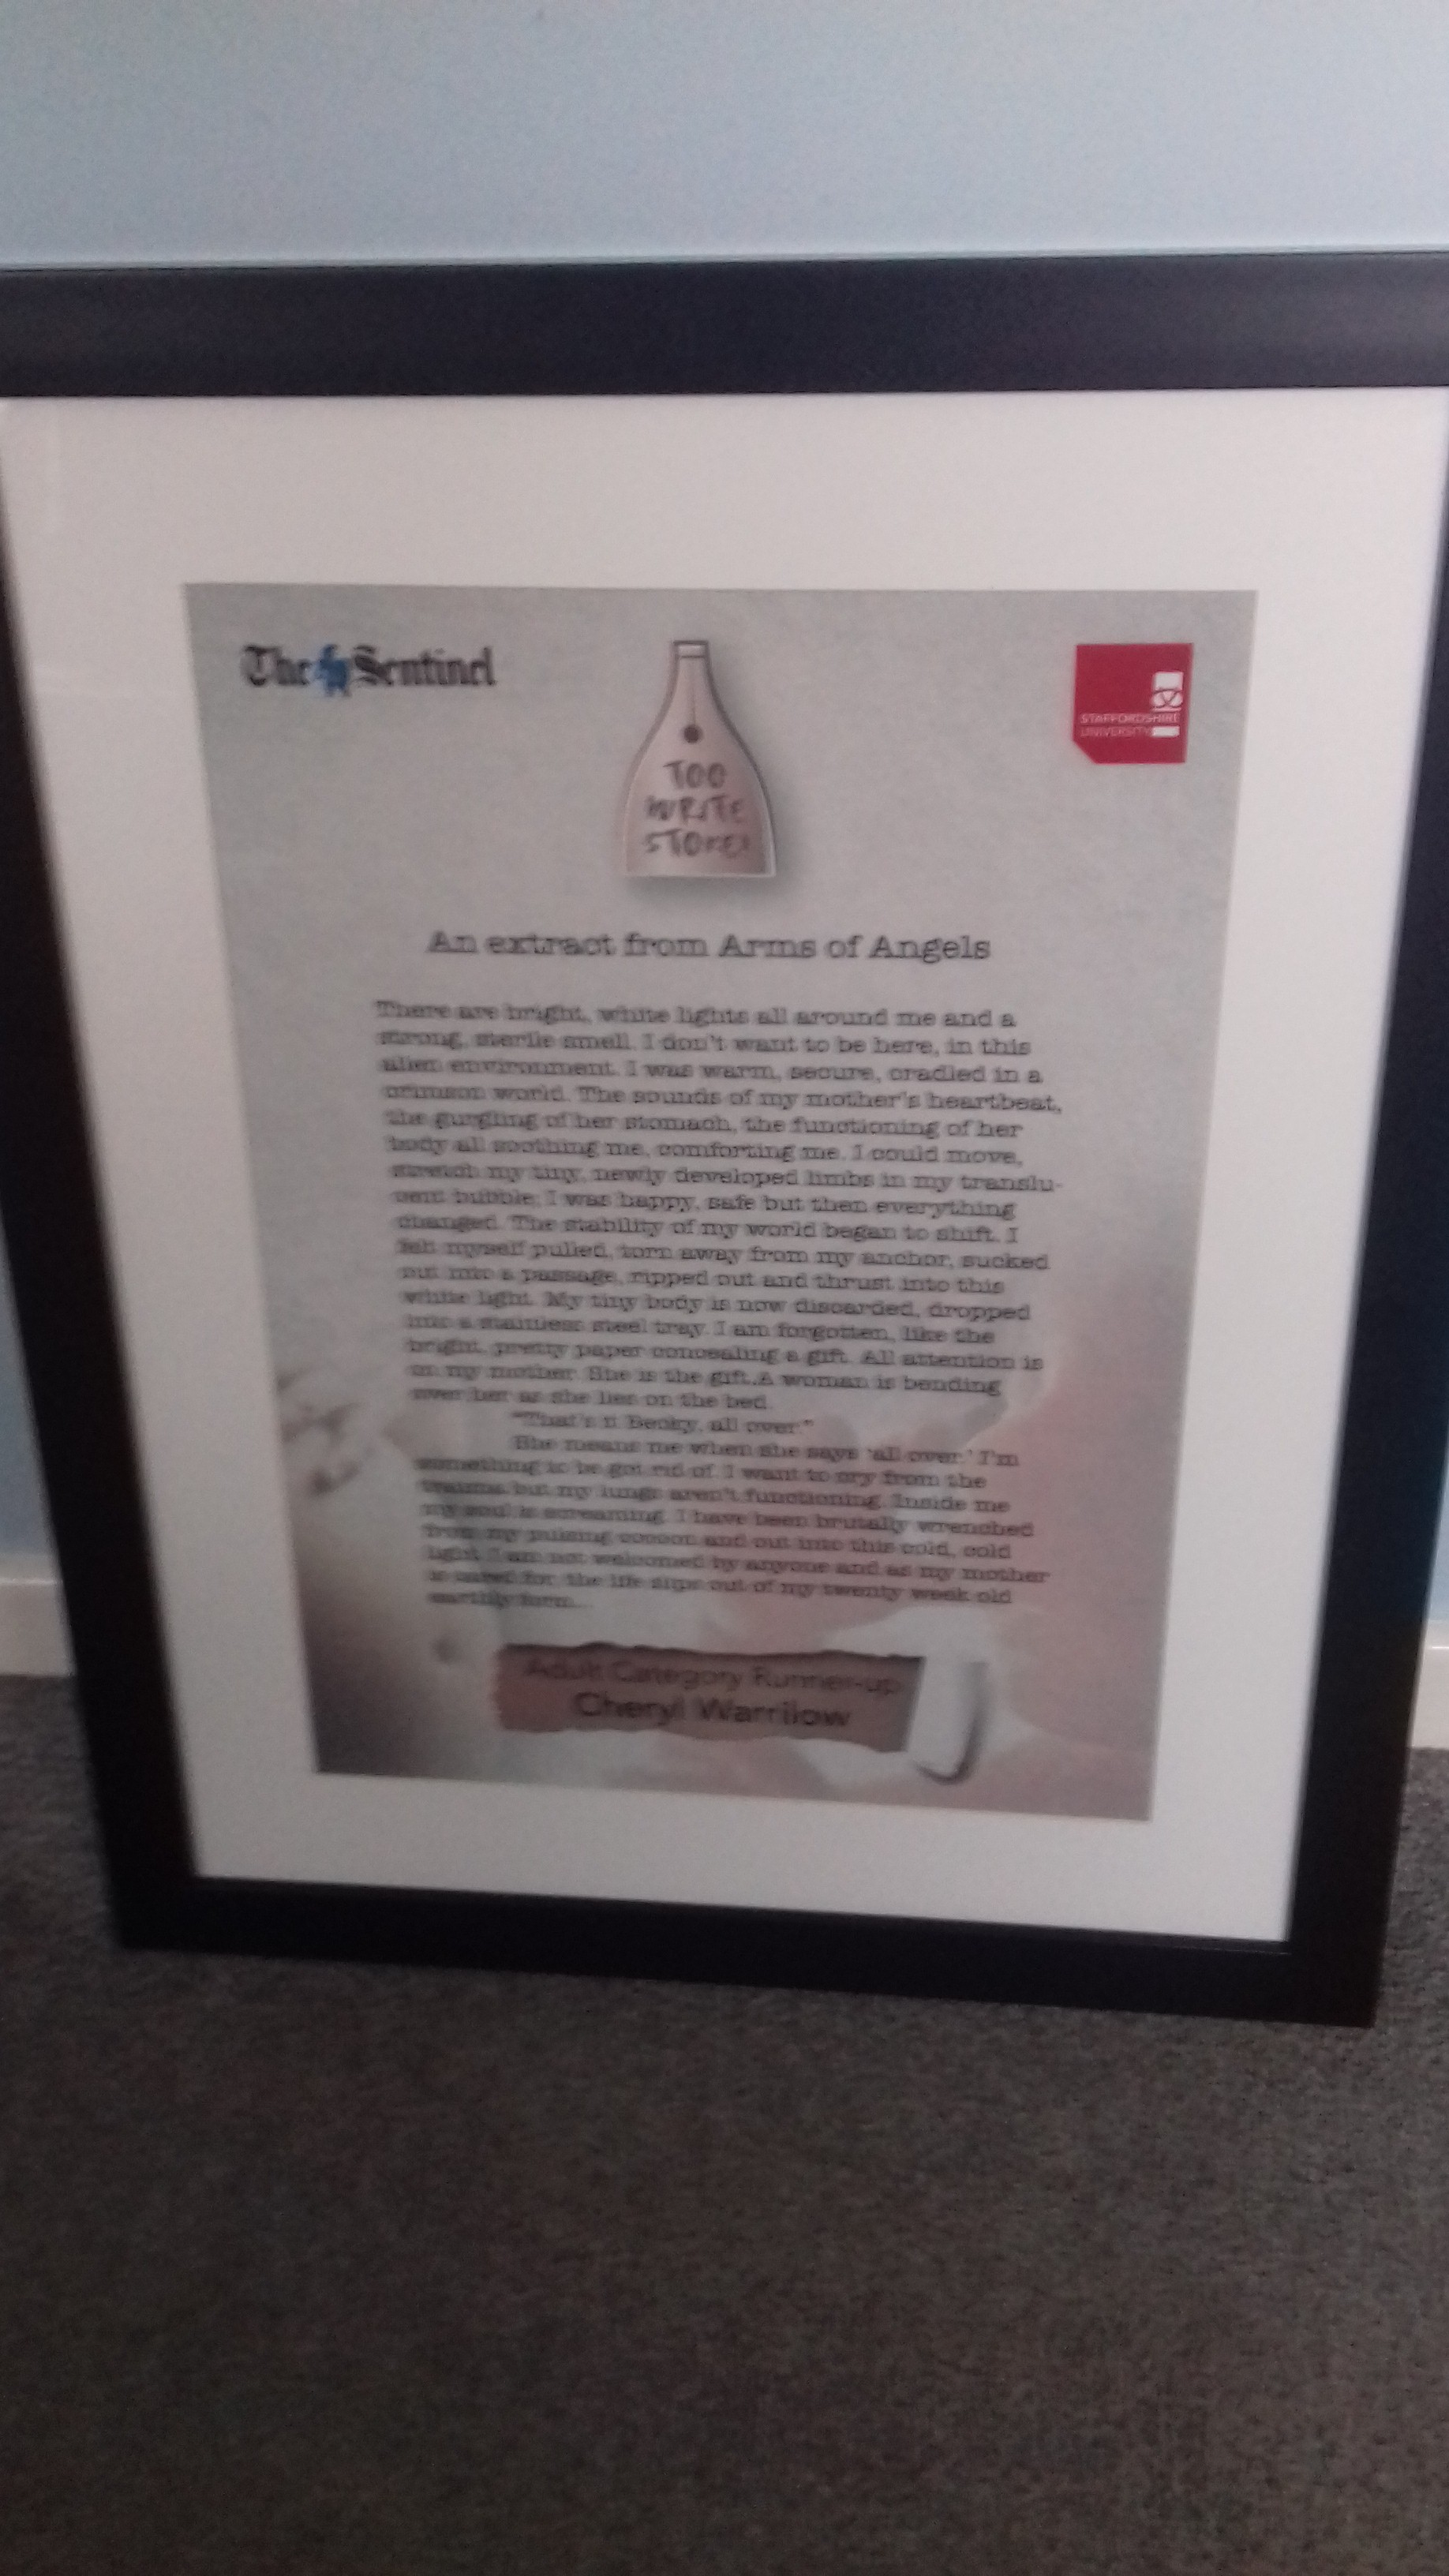 The Sentinel
TOO
WRITE
STOKE!
STAFFORDSHIRE
UNIVERSITY
An extract from Arms of Angels
There are bright, white lights all around me and a
strong, sterile smell. I don't want to be here, in this
alien environment. I was warm, secure, cradled in a
crimson world. The sounds of my mother's heartbeat,
the gurgling of her stomach, the functioning of her
body all soothing me, comforting me. I could move,
stretch my tiny, newly developed limbs in my translu-
cent bubble; I was happy, safe but then everything
changed. The stability of my world began to shift. I
felt myself pulled, torn away from my anchor, sucked
out into a passage, ripped out and thrust into this
white light. My tiny body is now discarded, dropped
into a stainless steel tray. I am forgotten, like the
bright, pretty paper concealing a gift. All attention is
on my mother. She is the gift. A woman is bending
over her as she lies on the bed.
"That's it Becky, all over."
She means me when she says 'all over.' I'm
something to be got rid of. I want to cry from the
trauma but my lungs aren't functioning. Inside me
my soul is screaming. I have been brutally wrenched
from my pulsing cocoon and out into this cold, cold
light. I am not welcomed by anyone and as my mother
is cared for the life slips out of my twenty week old
earthly form...
Adult Category Runner-up
Cheryl Warrilow